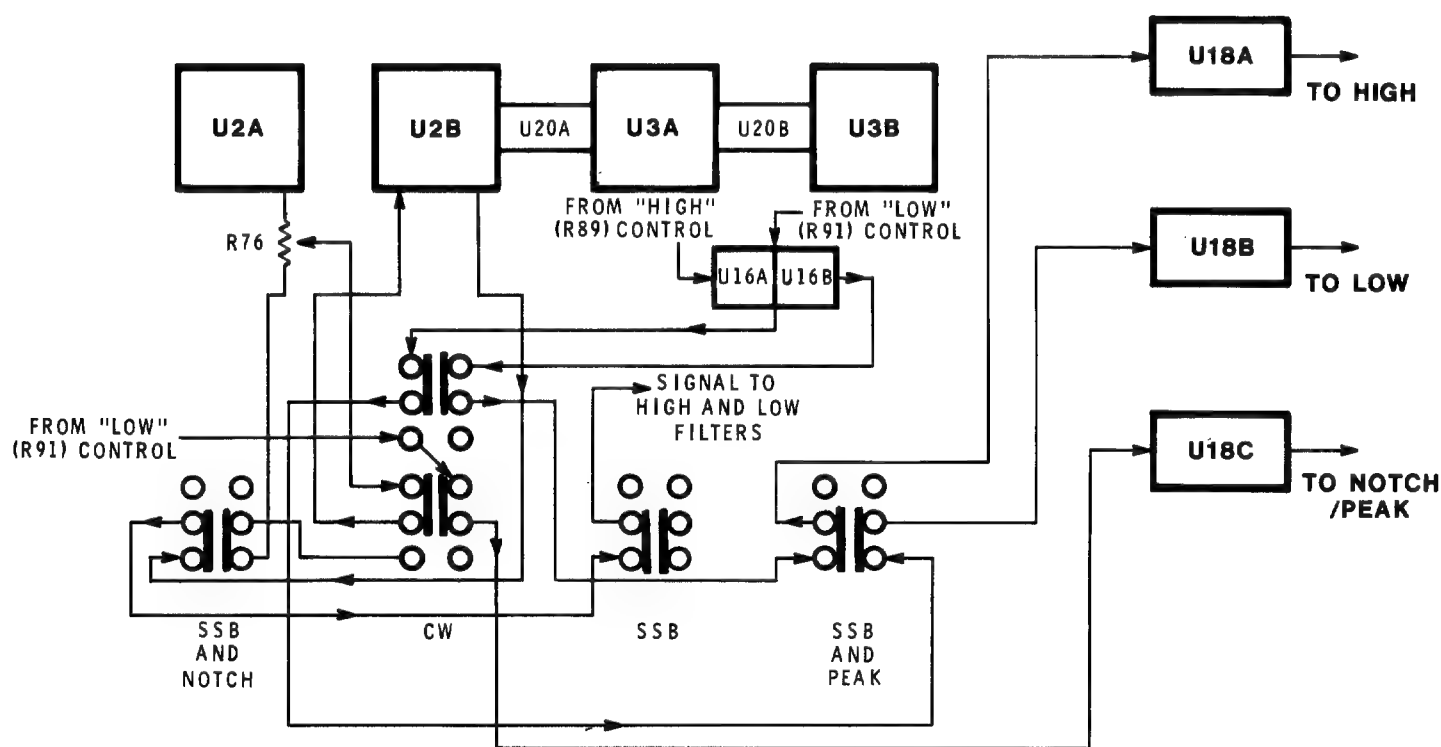 U18A
TO HIGH
U2A
U2B
U20A
U3A
U20B
U3B
FROM "HIGH"
(R89) CONTROL
FROM "LOW"
(R91) CONTROL
R76
U16A
U16B
U18B
TO LOW
SIGNAL TO
HIGH AND LOW
FILTERS
FROM "LOW"
(R91) CONTROL
U18C
TO NOTCH
/PEAK
SSB
AND
NOTCH
CW
SSB
SSB
AND
PEAK